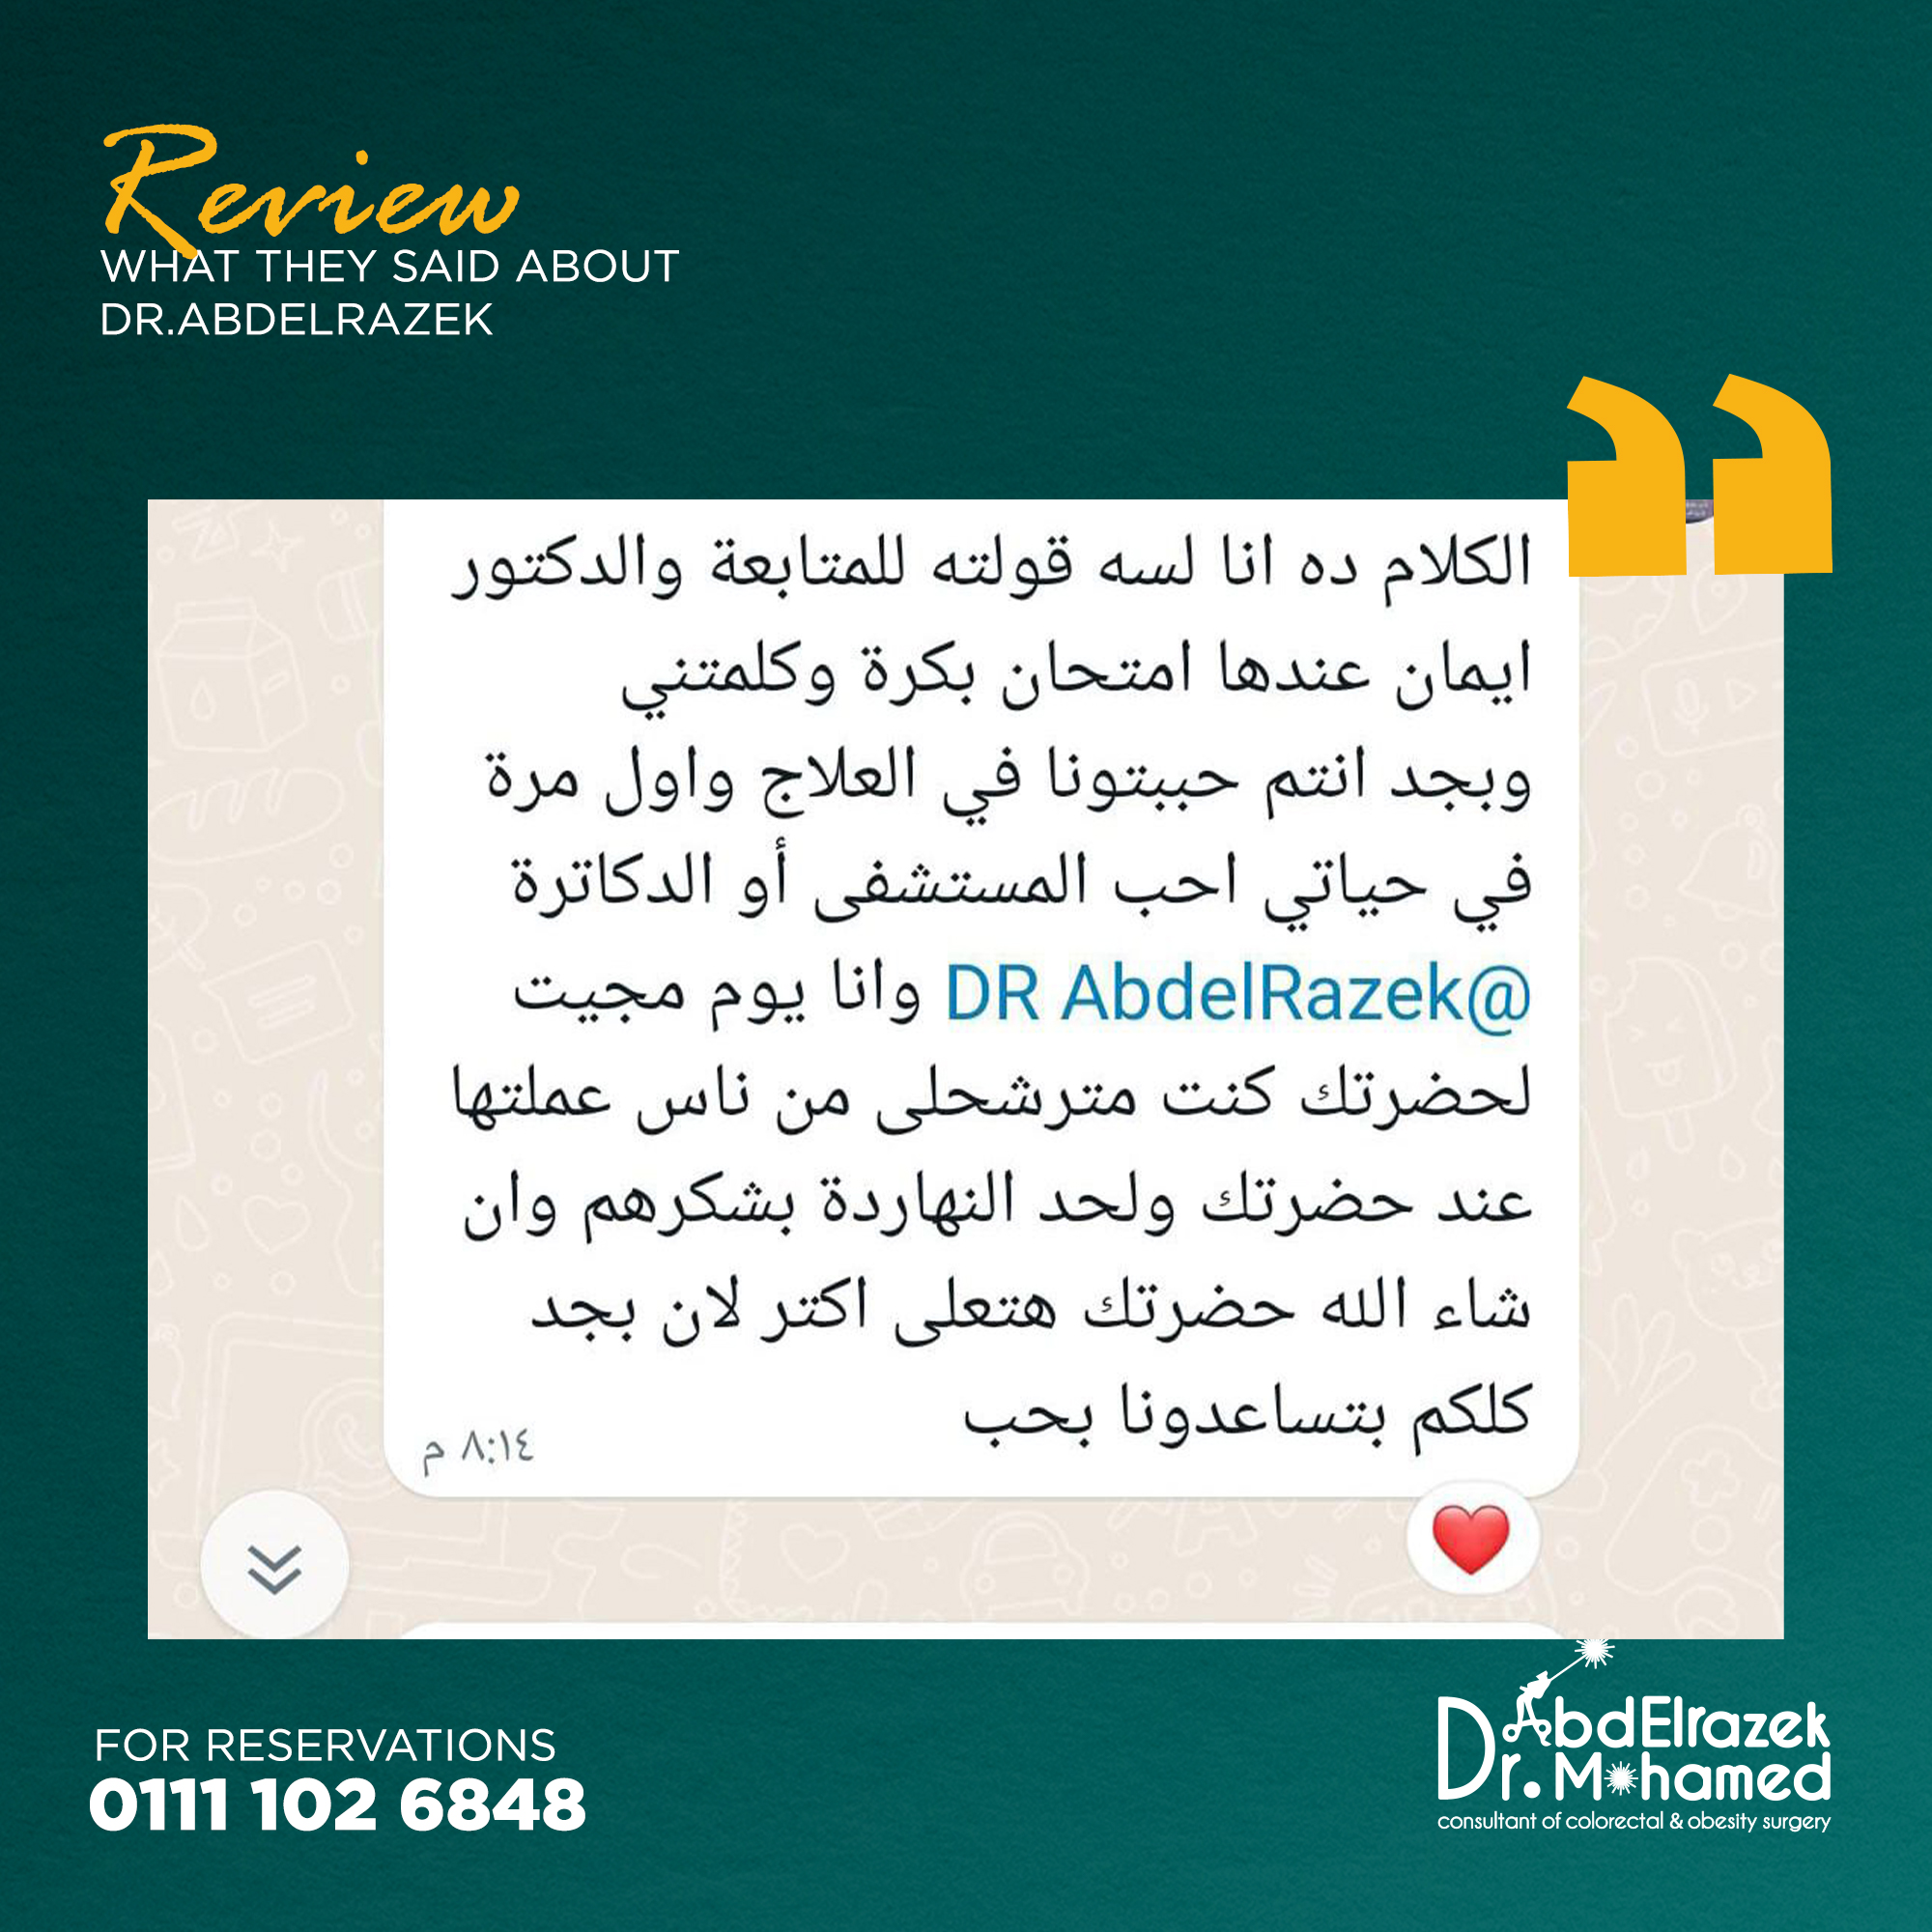 Review
WHAT THEY SAID ABOUT
DR.ABDELRAZEK
الكلام ده انا لسه قولته للمتابعة والدكتور
ايمان عندها امتحان بكرة وكلمتني
وبجد انتم حببتونا في العلاج واول مرة
في حياتي احب المستشفى أو الدكاترة
@DR AbdelRazek وانا يوم مجيت
لحضرتك كنت مترشحلى من ناس عملتها
عند حضرتك ولحد النهاردة بشكرهم وان
شاء الله حضرتك هتعلى اكتر لان بجد
كلكم بتساعدونا بحب
٨:١٤ م
FOR RESERVATIONS
0111 102 6848
Dr. AbdElrazek
Mohamed
consultant of colorectal & obesity surgery